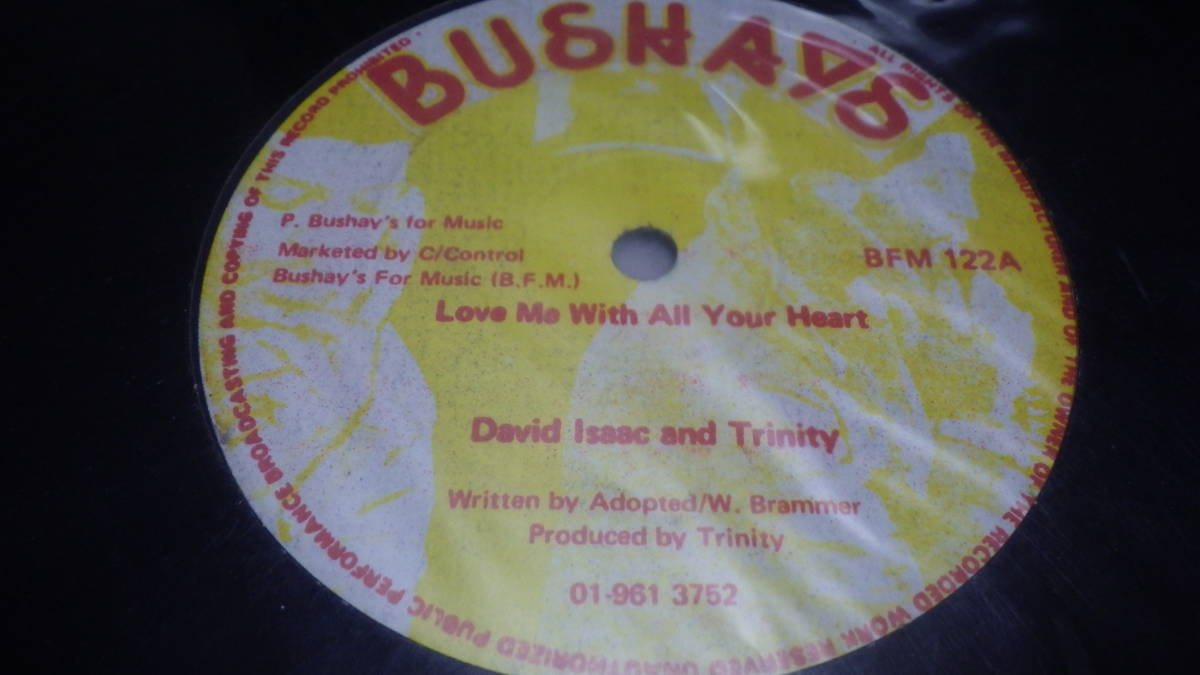 BUSHAYS
P. Bushay's for Music
Marketed by C/Control
Bushay's For Music (B.F.M.)
BFM 122A
Love Me With All Your Heart
David Isaac and Trinity
Written by Adopted/W. Brammer
Produced by Trinity
01-961 3752
ALL RIGHTS OF THE MANUFACTURER AND OF THE OWNER OF THE RECORDED WORK RESERVED UNAUTHORIZED PUBLIC PERFORMANCE BROADCASTING AND COPYING OF THIS RECORD PROHIBITED